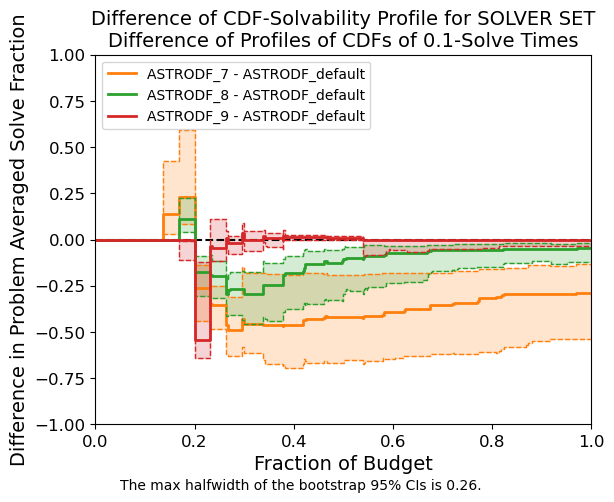 Difference of CDF-Solvability Profile for SOLVER SET
Difference of Profiles of CDFs of 0.1-Solve Times
Difference in Problem Averaged Solve Fraction
1.00
0.75
0.50
0.25
0.00
−0.25
−0.50
−0.75
−1.00
ASTRODF_7 - ASTRODF_default
ASTRODF_8 - ASTRODF_default
ASTRODF_9 - ASTRODF_default
0.0 0.2 0.4 0.6 0.8 1.0
Fraction of Budget
The max halfwidth of the bootstrap 95% CIs is 0.26.